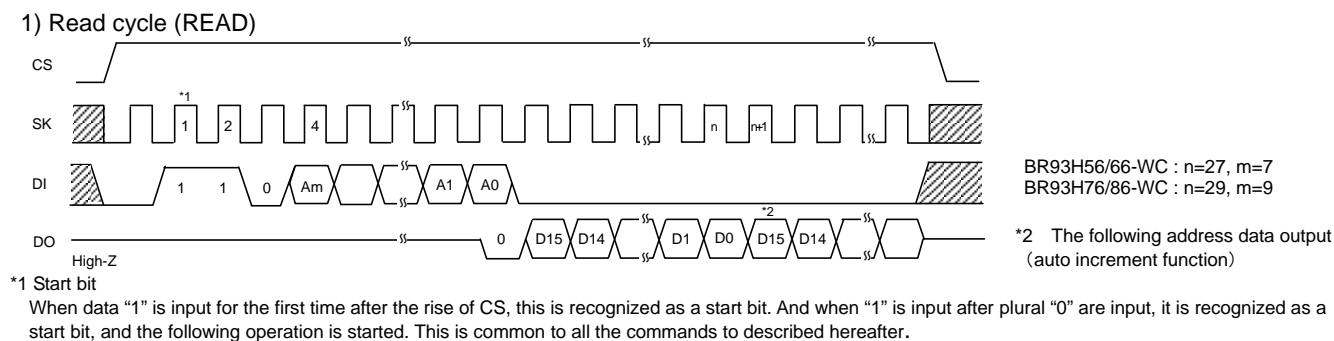 1) Read cycle (READ)
CS
*1
SK
1 2 4 n n+1
DI
1 1 0 Am A1 A0
BR93H56/66-WC : n=27, m=7
BR93H76/86-WC : n=29, m=9
*2
DO
0 D15 D14 D1 D0 D15 D14
High-Z
*2 The following address data output
（auto increment function）
*1 Start bit
When data “1” is input for the first time after the rise of CS, this is recognized as a start bit. And when “1” is input after plural “0” are input, it is recognized as a
start bit, and the following operation is started. This is common to all the commands to described hereafter.